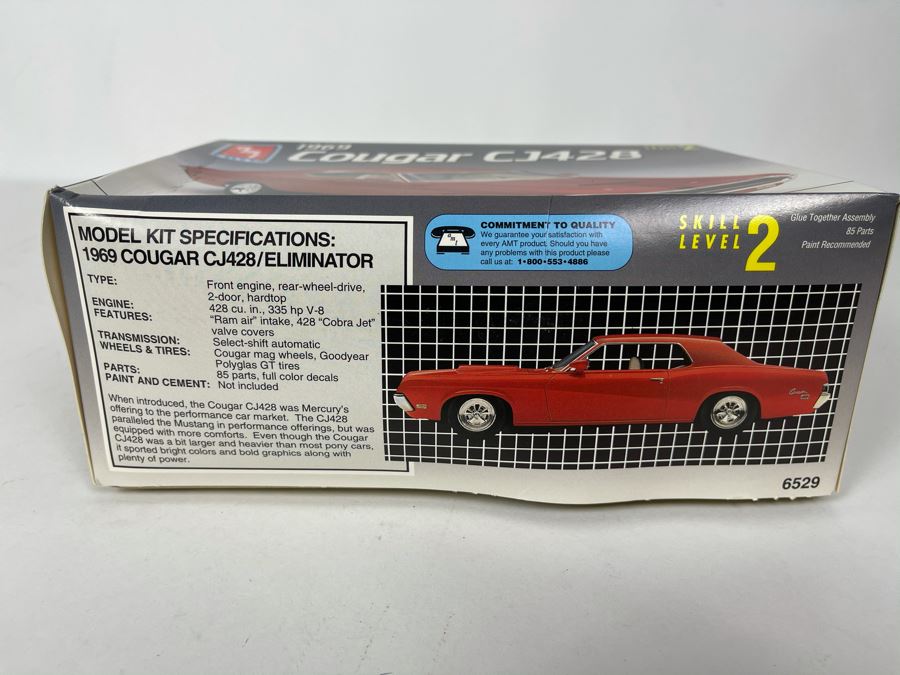 1969
Cougar CJ428
MODEL KIT SPECIFICATIONS:
1969 COUGAR CJ428/ELIMINATOR
TYPE: Front engine, rear-wheel-drive,
2-door, hardtop
ENGINE: 428 cu. in., 335 hp V-8
FEATURES: "Ram air" intake, 428 "Cobra Jet"
valve covers
TRANSMISSION: Select-shift automatic
WHEELS & TIRES: Cougar mag wheels, Goodyear
Polyglas GT tires
PARTS: 85 parts, full color decals
PAINT AND CEMENT: Not included
When introduced, the Cougar CJ428 was Mercury's
offering to the performance car market. The CJ428
paralleled the Mustang in performance offerings, but was
equipped with more comforts. Even though the Cougar
CJ428 was a bit larger and heavier than most pony cars,
it sported bright colors and bold graphics along with
plenty of power.
COMMITMENT TO QUALITY
We guarantee your satisfaction with
every AMT product. Should you have
any problems with this product please
call us at: 1•800•553•4886
SKILL
LEVEL 2
Glue Together Assembly
85 Parts
Paint Recommended
6529